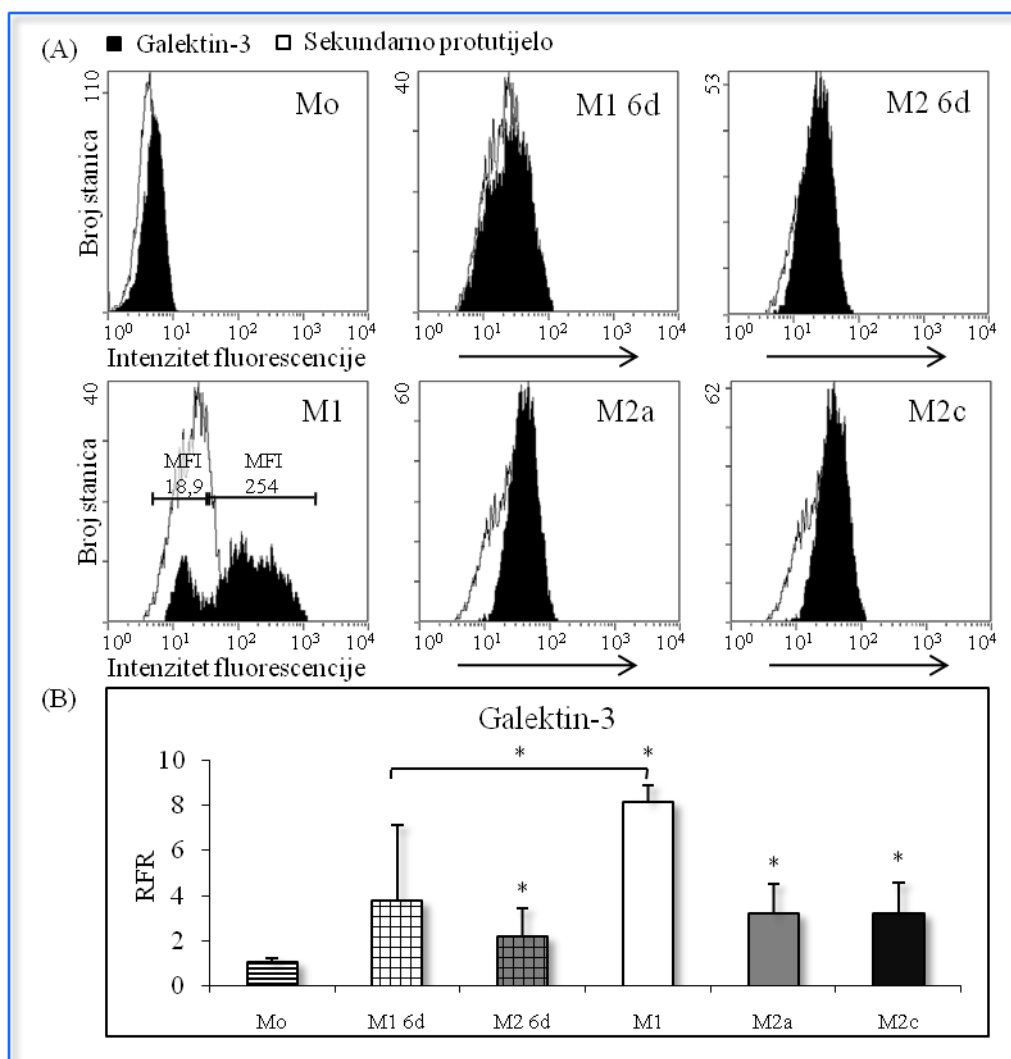 (A) ■ Galektin-3 □ Sekundarno protutijelo
110 Mo 40 M1 6d 53 M2 6d
Broj stanica
10⁰ 10¹ 10² 10³ 10⁴ 10⁰ 10¹ 10² 10³ 10⁴ 10⁰ 10¹ 10² 10³ 10⁴
Intenzitet fluorescencije
40 M1 60 M2a 62 M2c
MFI MFI
18,9 254
Broj stanica
10⁰ 10¹ 10² 10³ 10⁴ 10⁰ 10¹ 10² 10³ 10⁴ 10⁰ 10¹ 10² 10³ 10⁴
Intenzitet fluorescencije
(B)
Galektin-3
10
8
6
4
2
0
RFR
* * * * *
Mo M1 6d M2 6d M1 M2a M2c